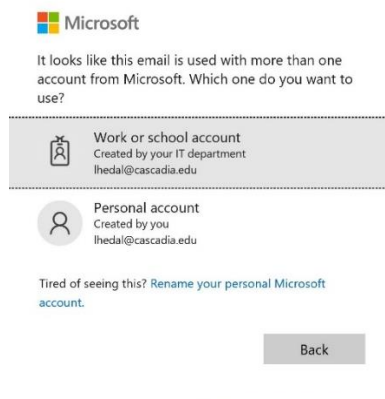 Microsoft
It looks like this email is used with more than one
account from Microsoft. Which one do you want to
use?
Work or school account
Created by your IT department
lhedal@cascadia.edu
Personal account
Created by you
lhedal@cascadia.edu
Tired of seeing this? Rename your personal Microsoft
account.
Back